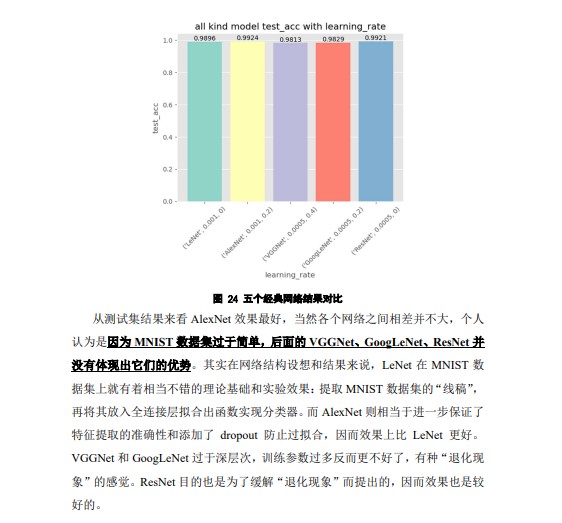 all kind model test_acc with learning_rate
0.9896
0.9924
0.9813
0.9829
0.9921
1.0
0.8
0.6
0.4
0.2
0.0
test_acc
('LeNet', 0.001, 0)
('AlexNet', 0.001, 0.2)
('VGGNet', 0.0005, 0.4)
('GoogLeNet', 0.0005, 0.2)
('ResNet', 0.0005, 0)
learning_rate
图 24 五个经典网络结果对比
从测试集结果来看 AlexNet 效果最好，当然各个网络之间相差并不大，个人
认为是因为 MNIST 数据集过于简单，后面的 VGGNet、GoogLeNet、ResNet 并
没有体现出它们的优势。其实在网络结构设想和结果来说，LeNet 在 MNIST 数
据集上就有着相当不错的理论基础和实验效果：提取 MNIST 数据集的“线稿”，
再将其放入全连接层拟合出函数实现分类器。而 AlexNet 则相当于进一步保证了
特征提取的准确性和添加了 dropout 防止过拟合，因而效果上比 LeNet 更好。
VGGNet 和 GoogLeNet 过于深层次，训练参数过多反而更不好了，有种“退化现
象”的感觉。ResNet 目的也是为了缓解“退化现象”而提出的，因而效果也是较
好的。